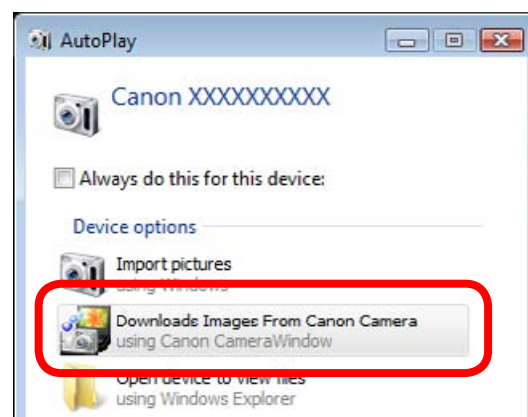 AutoPlay
Canon XXXXXXXXXX
Always do this for this device:
Device options
Import pictures
using Windows
Downloads Images From Canon Camera
using Canon CameraWindow
Open device to view files
using Windows Explorer